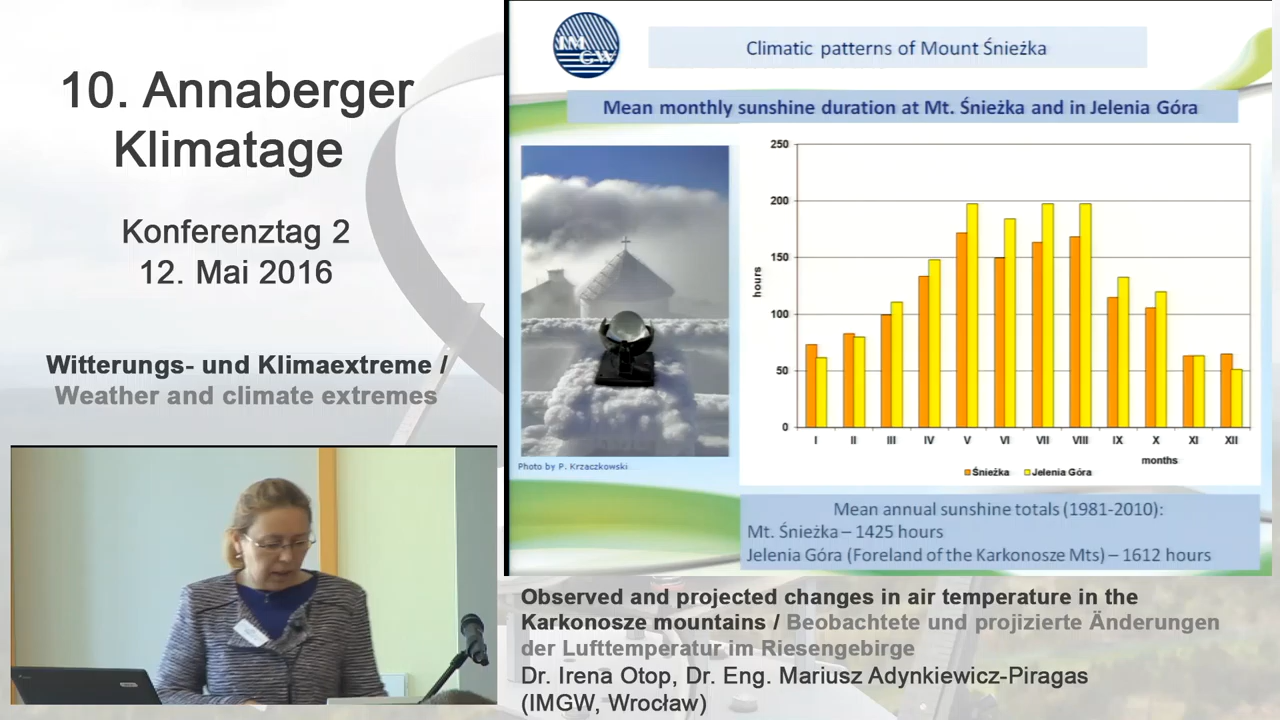 10. Annaberger
Klimatage
Konferenztag 2
12. Mai 2016
Witterungs- und Klimaextreme /
Weather and climate extremes
IM
GW
Climatic patterns of Mount Śnieżka
Mean monthly sunshine duration at Mt. Śnieżka and in Jelenia Góra
Photo by P. Krzaczkowski
250
200
150
100
50
0
hours
I II III IV V VI VII VIII IX X XI XII
months
Śnieżka Jelenia Góra
Mean annual sunshine totals (1981-2010):
Mt. Śnieżka – 1425 hours
Jelenia Góra (Foreland of the Karkonosze Mts) – 1612 hours
Observed and projected changes in air temperature in the
Karkonosze mountains / Beobachtete und projizierte Änderungen
der Lufttemperatur im Riesengebirge
Dr. Irena Otop, Dr. Eng. Mariusz Adynkiewicz-Piragas
(IMGW, Wrocław)